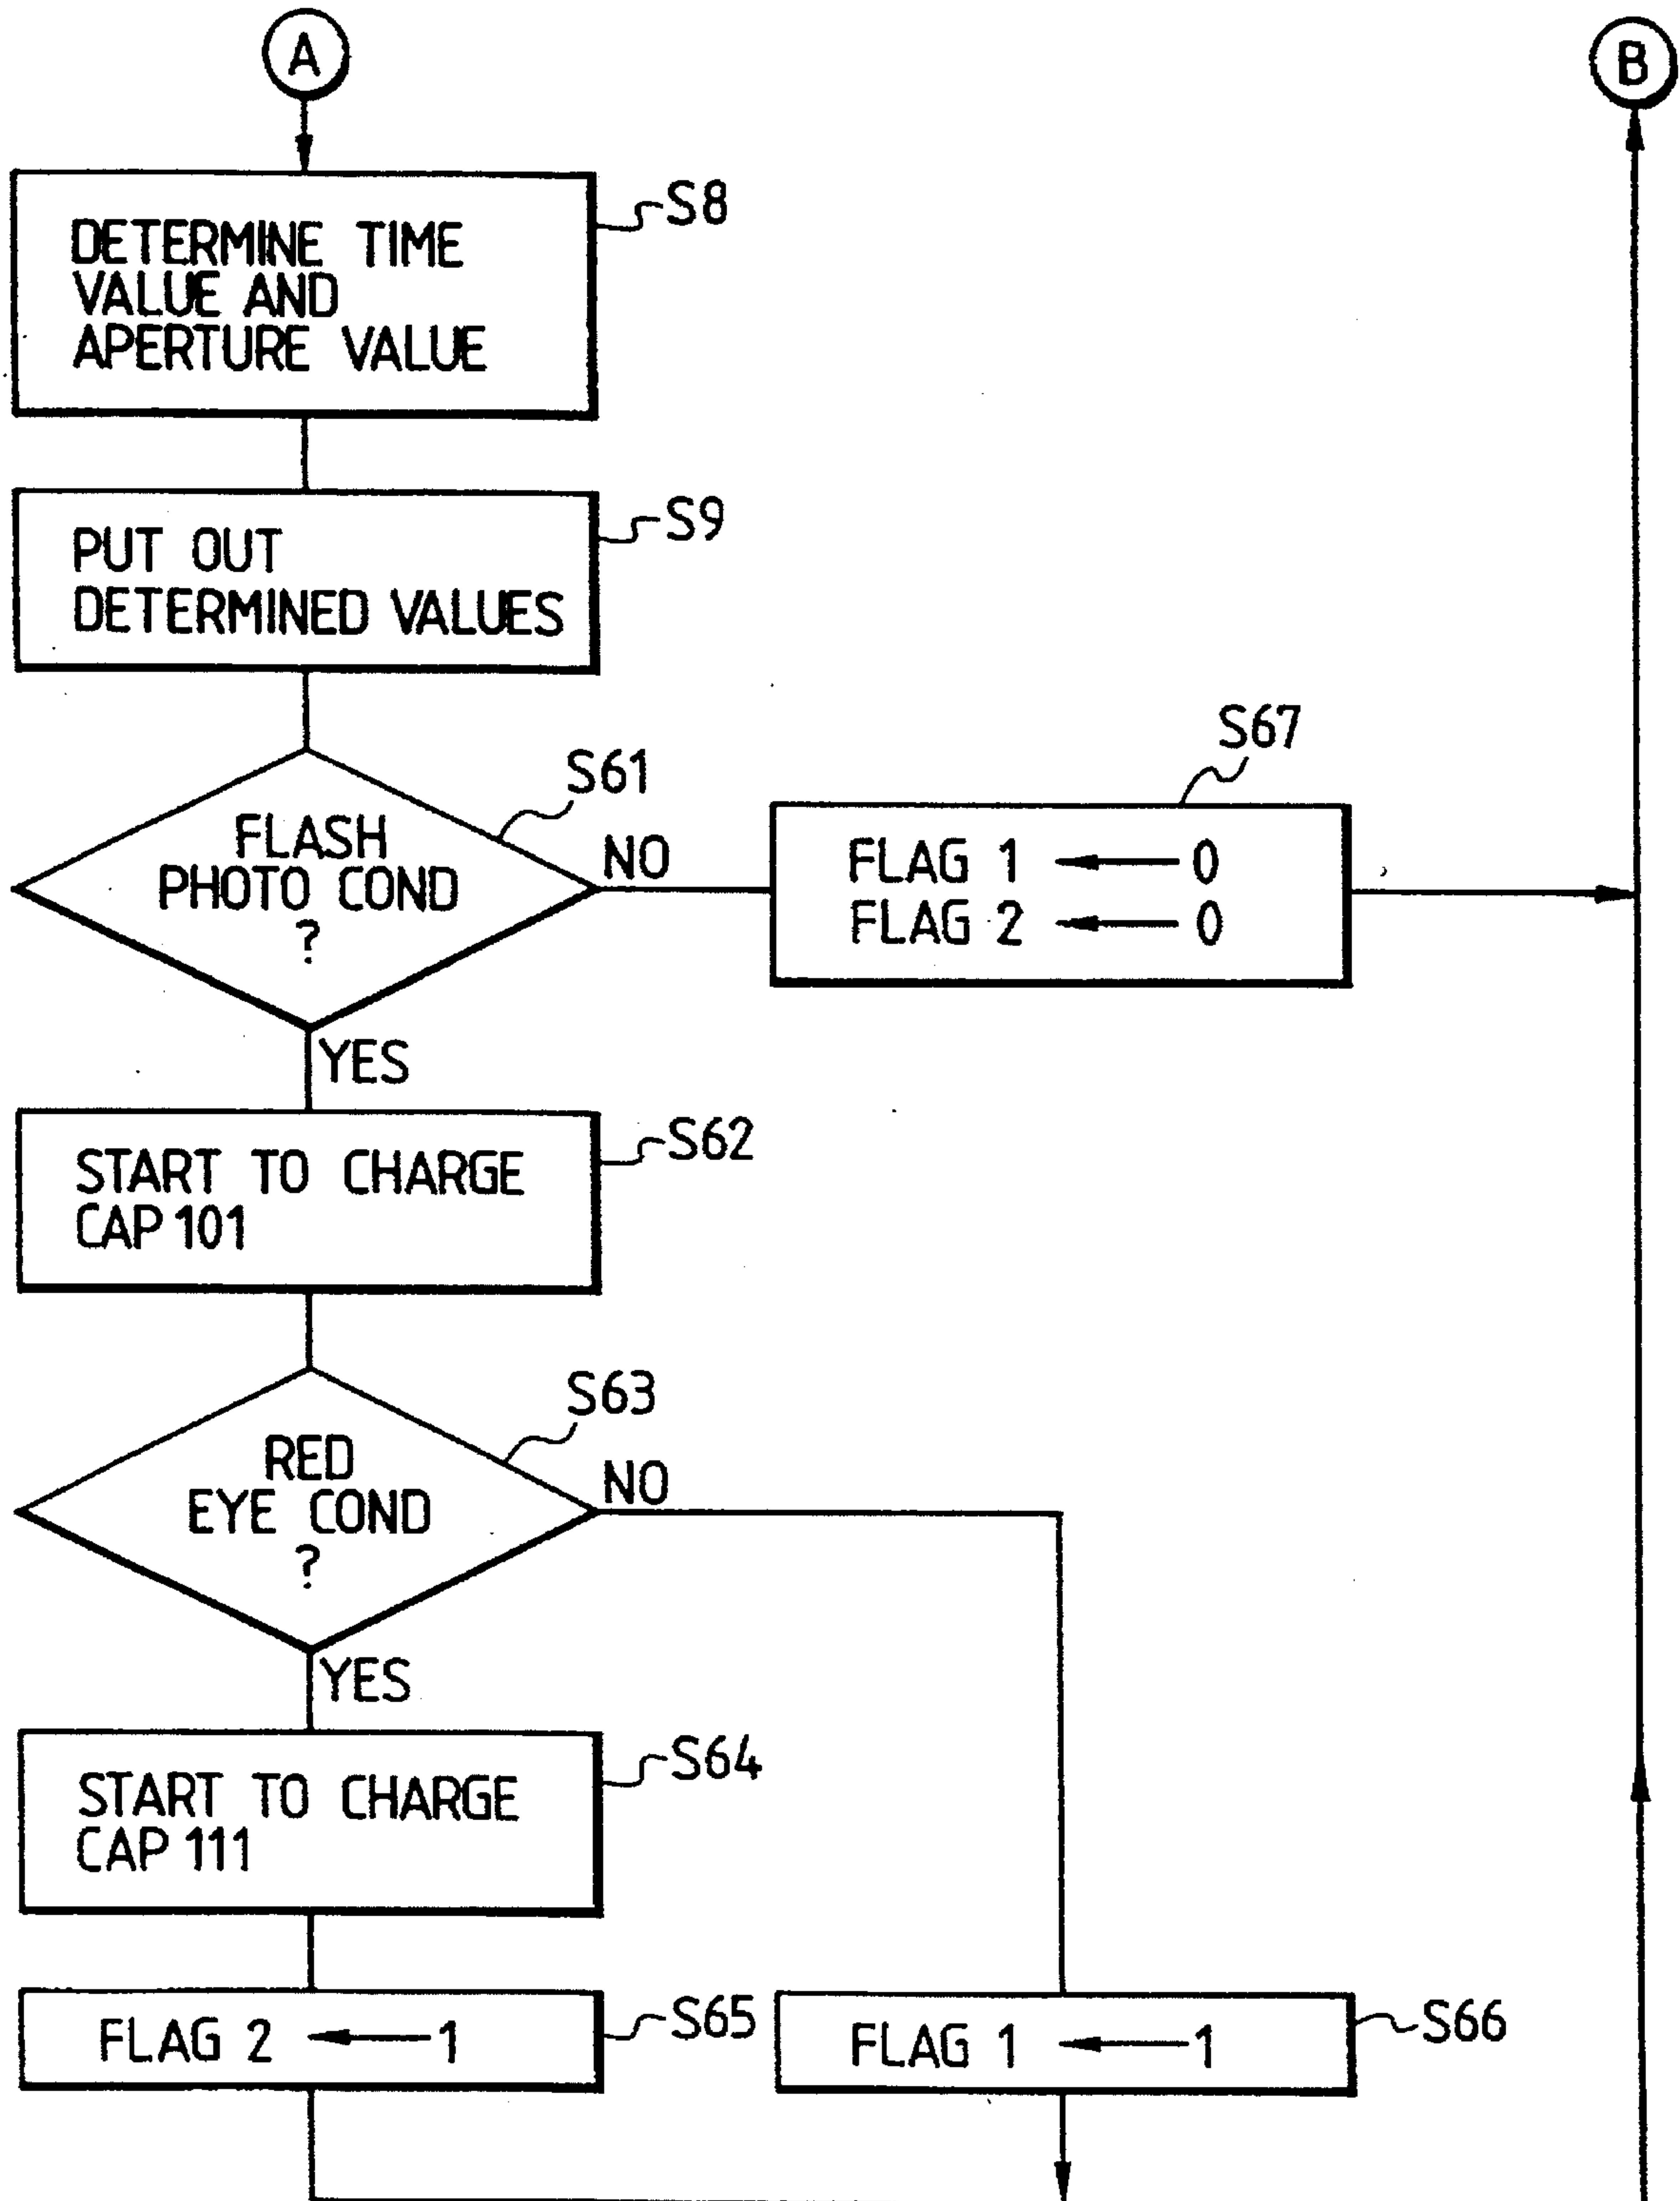 A
B
DETERMINE TIME
VALUE AND
APERTURE VALUE
S8
PUT OUT
DETERMINED VALUES
S9
FLASH
PHOTO COND
?
S61
NO
YES
S67
FLAG 1 ← 0
FLAG 2 ← 0
START TO CHARGE
CAP 101
S62
RED
EYE COND
?
S63
NO
YES
START TO CHARGE
CAP 111
S64
FLAG 2 ← 1
S65
FLAG 1 ← 1
S66